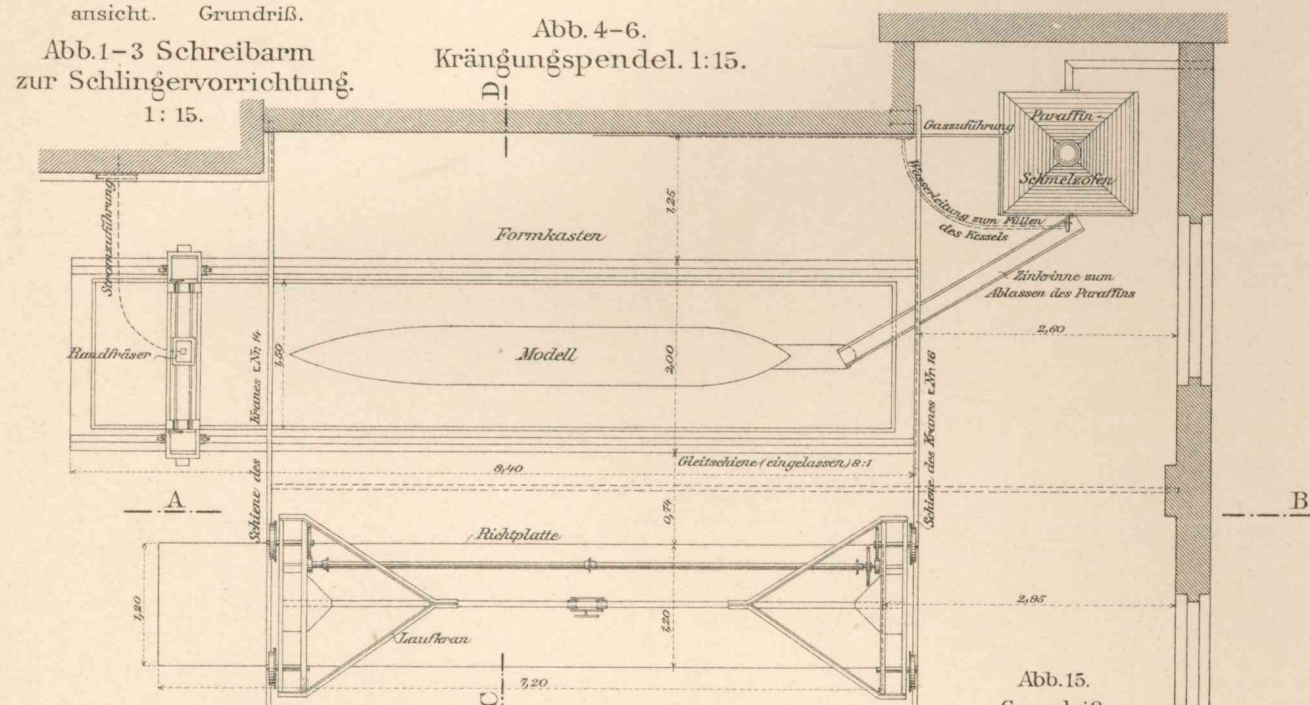 ansicht. Grundriß.
Abb. 1-3 Schreibarm
zur Schlingervorrichtung.
1:15.
Abb. 4-6.
Krängungspendel. 1:15.
D
Gaszuführung
Paraffin-
Schmelzofen
Wasserleitung zum Füllen
des Kessels
Stromzuführung
1,25
Formkasten
Zinkrinne zum
Ablassen des Paraffins
2,60
Randfräser
Schiene des Kranes t. Nr. 14
1,50
Modell
2,00
Schiene des Kranes t. Nr. 16
8,40
Gleitschiene (eingelassen) 8:1
A
B
0,74
Richtplatte
1,20
1,20
2,95
Laufkran
7,20
C
Abb. 15.